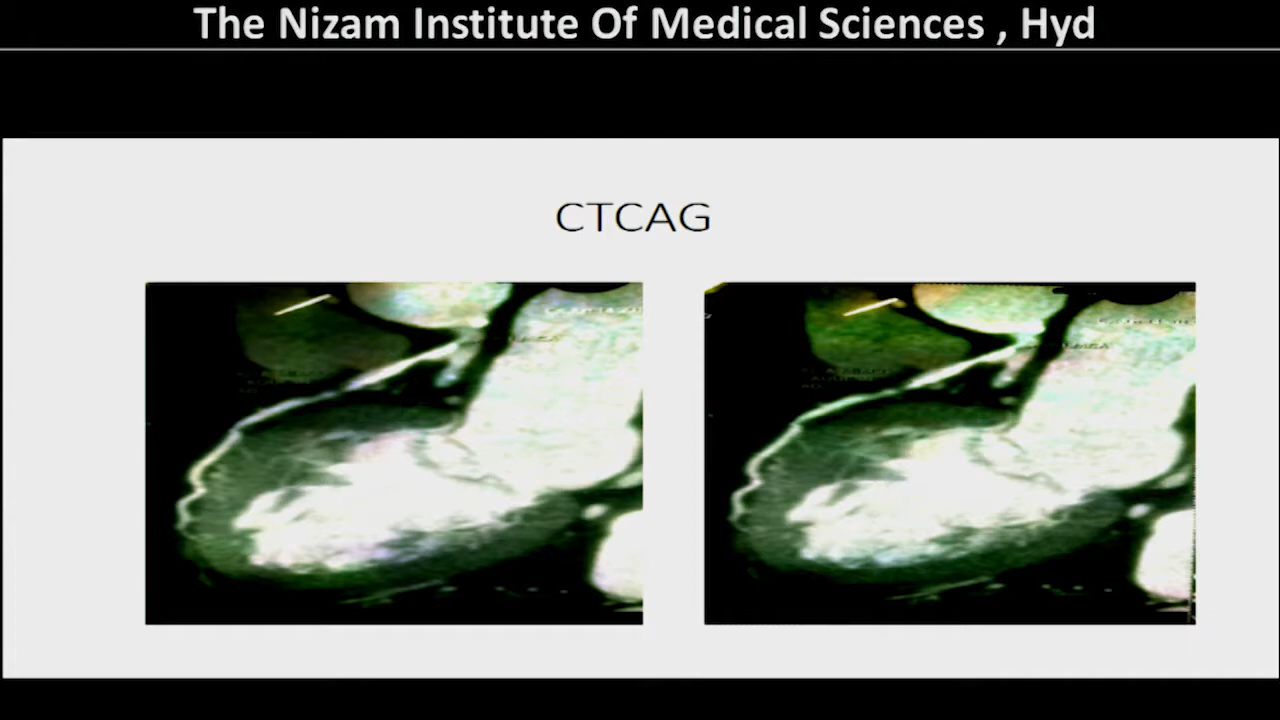 The Nizam Institute Of Medical Sciences , Hyd
CTCAG